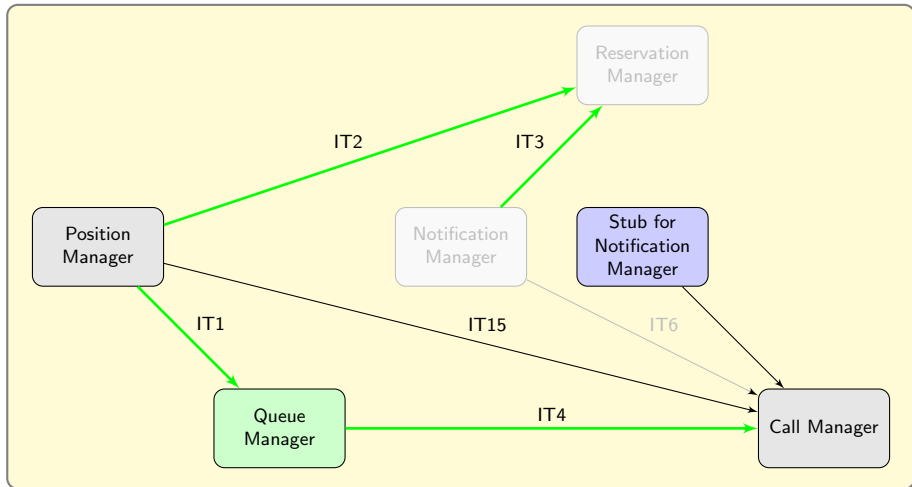 Reservation
Manager
IT2
IT3
Position
Manager
Notification
Manager
Stub for
Notification
Manager
IT1
IT15
IT6
Queue
Manager
IT4
Call Manager